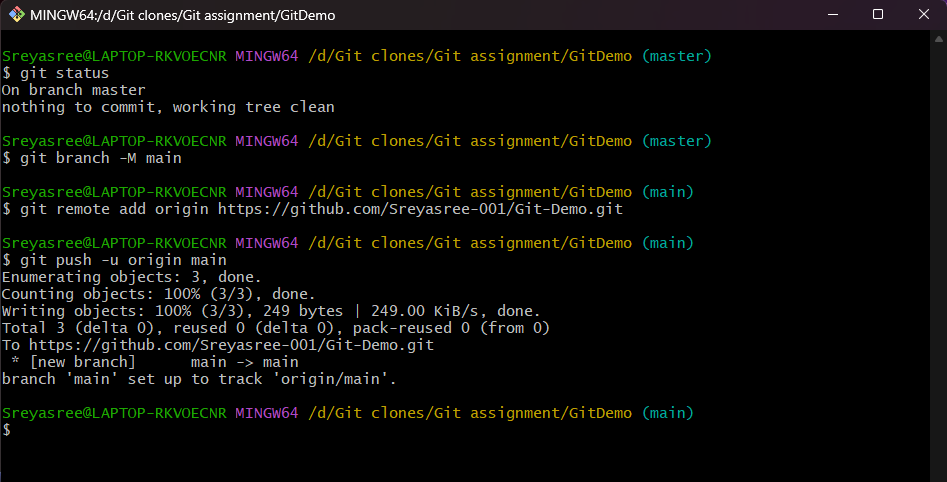 MINGW64:/d/Git clones/Git assignment/GitDemo
Sreyasree@LAPTOP-RKVOECNR MINGW64 /d/Git clones/Git assignment/GitDemo (master)
$ git status
On branch master
nothing to commit, working tree clean
Sreyasree@LAPTOP-RKVOECNR MINGW64 /d/Git clones/Git assignment/GitDemo (master)
$ git branch -M main
Sreyasree@LAPTOP-RKVOECNR MINGW64 /d/Git clones/Git assignment/GitDemo (main)
$ git remote add origin https://github.com/Sreyasree-001/Git-Demo.git
Sreyasree@LAPTOP-RKVOECNR MINGW64 /d/Git clones/Git assignment/GitDemo (main)
$ git push -u origin main
Enumerating objects: 3, done.
Counting objects: 100% (3/3), done.
Writing objects: 100% (3/3), 249 bytes | 249.00 KiB/s, done.
Total 3 (delta 0), reused 0 (delta 0), pack-reused 0 (from 0)
To https://github.com/Sreyasree-001/Git-Demo.git
 * [new branch]      main -> main
branch 'main' set up to track 'origin/main'.
Sreyasree@LAPTOP-RKVOECNR MINGW64 /d/Git clones/Git assignment/GitDemo (main)
$